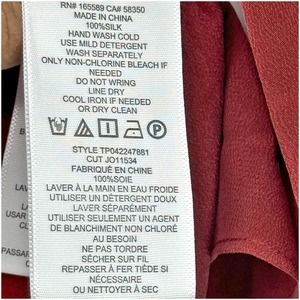 RN# 165589 CA# 58350
MADE IN CHINA
100%SILK
HAND WASH COLD
USE MILD DETERGENT
WASH SEPARATELY
ONLY NON-CHLORINE BLEACH IF
NEEDED
DO NOT WRING
LINE DRY
COOL IRON IF NEEDED
OR DRY CLEAN
P
STYLE TP042247881
CUT JO11534
FABRIQUÉ EN CHINE
100%SOIE
LAVER À LA MAIN EN EAU FROIDE
UTILISER UN DÉTERGENT DOUX
LAVER SÉPARÉMENT
UTILISER SEULEMENT UN AGENT
DE BLANCHIMENT NON CHLORÉ
AU BESOIN
NE PAS TORDRE
SÉCHER SUR FIL
REPASSER À FER TIÈDE SI
NÉCESSAIRE
OU NETTOYER À SEC